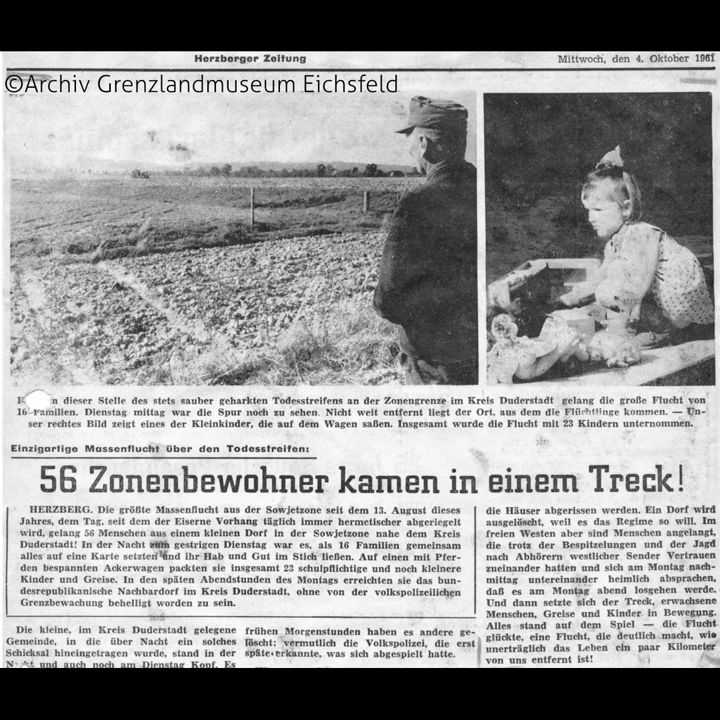 Herzberger Zeitung
Mittwoch, den 4. Oktober 1961
©Archiv Grenzlandmuseum Eichsfeld
n dieser Stelle des stets sauber geharkten Todesstreifens an der Zonengrenze im Kreis Duderstadt gelang die große Flucht von
16 Familien. Dienstag mittag war die Spur noch zu sehen. Nicht weit entfernt liegt der Ort, aus dem die Flüchtlinge kommen. — Un-
ser rechtes Bild zeigt eines der Kleinkinder, die auf dem Wagen saßen. Insgesamt wurde die Flucht mit 23 Kindern unternommen.
Einzigartige Massenflucht über den Todesstreifen:
56 Zonenbewohner kamen in einem Treck!
HERZBERG. Die größte Massenflucht aus der Sowjetzone seit dem 13. August dieses
Jahres, dem Tag, seit dem der Eiserne Vorhang täglich immer hermetischer abgeriegelt
wird, gelang 56 Menschen aus einem kleinen Dorf in der Sowjetzone nahe dem Kreis
Duderstadt! In der Nacht zum gestrigen Dienstag war es, als 16 Familien gemeinsam
alles auf eine Karte setzten und ihr Hab und Gut im Stich ließen. Auf einen mit Pfer-
den bespannten Ackerwagen packten sie insgesamt 23 schulpflichtige und noch kleinere
Kinder und Greise. In den späten Abendstunden des Montags erreichten sie das bun-
desrepublikanische Nachbardorf im Kreis Duderstadt, ohne von der volkspolizeilichen
Grenzbewachung behelligt worden zu sein.
Die kleine, im Kreis Duderstadt gelegene
Gemeinde, in die über Nacht ein solches
Schicksal hineingetragen wurde, stand in der
und auch noch am Dienstag Kopf. Es
frühen Morgenstunden haben es andere ge-
löscht; vermutlich die Volkspolizei, die erst
später erkannte, was sich abgespielt hatte.
die Häuser abgerissen werden. Ein Dorf wird
ausgelöscht, weil es das Regime so will. Im
freien Westen aber sind Menschen angelangt,
die trotz der Bespitzelungen und der Jagd
nach Abhörern westlicher Sender Vertrauen
zueinander hatten und sich am Montag nach-
mittag untereinander heimlich absprachen,
daß es am Montag abend losgehen werde.
Und dann setzte sich der Treck, erwachsene
Menschen, Greise und Kinder in Bewegung.
Alles stand auf dem Spiel — die Flucht
glückte, eine Flucht, die deutlich macht, wie
unerträglich das Leben ein paar Kilometer
von uns entfernt ist!